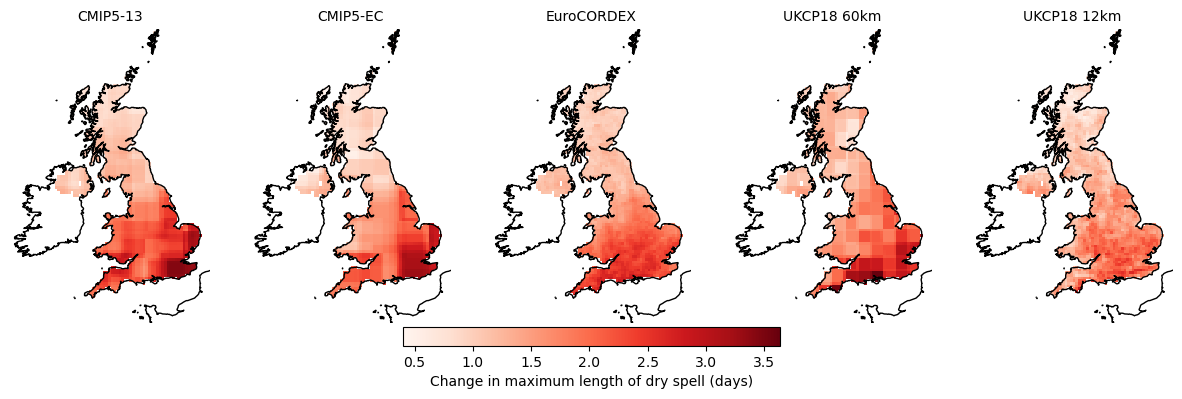 CMIP5-13
CMIP5-EC
EuroCORDEX
UKCP18 60km
UKCP18 12km
0.5 1.0 1.5 2.0 2.5 3.0 3.5
Change in maximum length of dry spell (days)